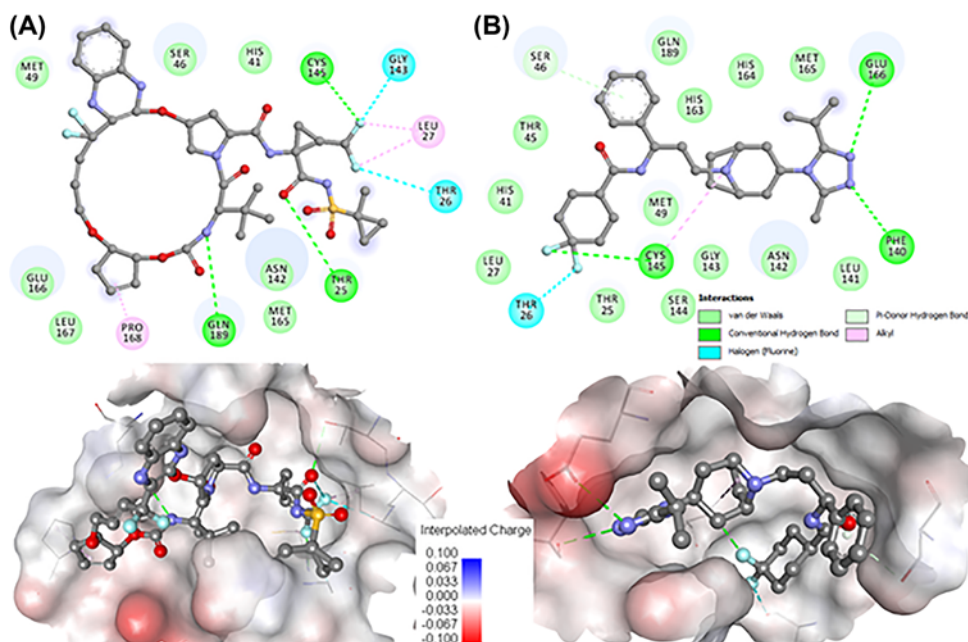 (A)
(B)
MET
49
SER
46
HIS
41
CYS
145
GLY
143
LEU
27
THR
26
THR
25
ASN
142
MET
165
GLN
189
PRO
168
LEU
167
GLU
166
SER
46
GLN
189
HIS
164
MET
165
GLU
166
HIS
163
THR
45
HIS
41
MET
49
LEU
27
CYS
145
GLY
143
ASN
142
LEU
141
PHE
140
THR
26
THR
25
SER
144
Interactions
van der Waals
Conventional Hydrogen Bond
Halogen (Fluorine)
Pi-Donor Hydrogen Bond
Alkyl
Interpolated Charge
0.100
0.067
0.033
0.000
-0.033
-0.067
-0.100